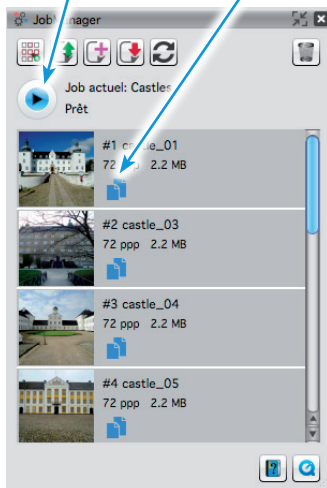 Job Manager
Job actuel: Castles
Prêt
#1 castle_01
72 ppp 2.2 MB
#2 castle_03
72 ppp 2.2 MB
#3 castle_04
72 ppp 2.2 MB
#4 castle_05
72 ppp 2.2 MB